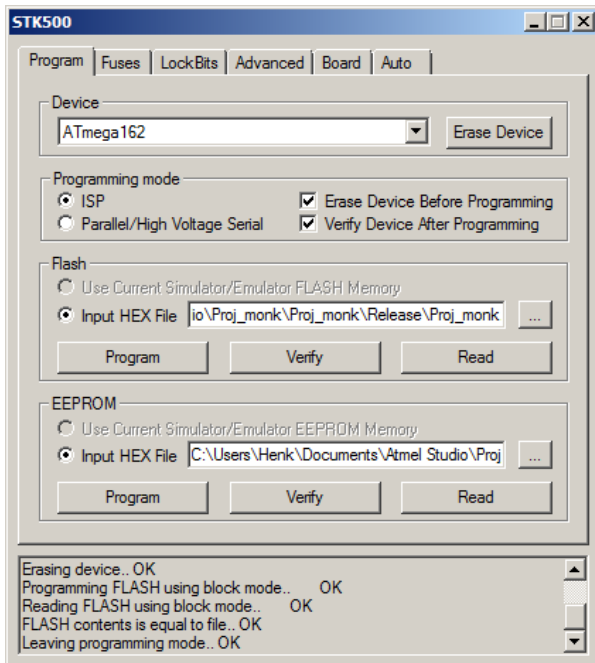 STK500
Program Fuses LockBits Advanced Board Auto
Device
ATmega162 Erase Device
Programming mode
ISP Erase Device Before Programming
Parallel/High Voltage Serial Verify Device After Programming
Flash
Use Current Simulator/Emulator FLASH Memory
Input HEX File io\Proj_monk\Proj_monk\Release\Proj_monk ...
Program Verify Read
EEPROM
Use Current Simulator/Emulator EEPROM Memory
Input HEX File C:\Users\Henk\Documents\Atmel Studio\Proj ...
Program Verify Read
Erasing device.. OK
Programming FLASH using block mode.. OK
Reading FLASH using block mode.. OK
FLASH contents is equal to file.. OK
Leaving programming mode.. OK